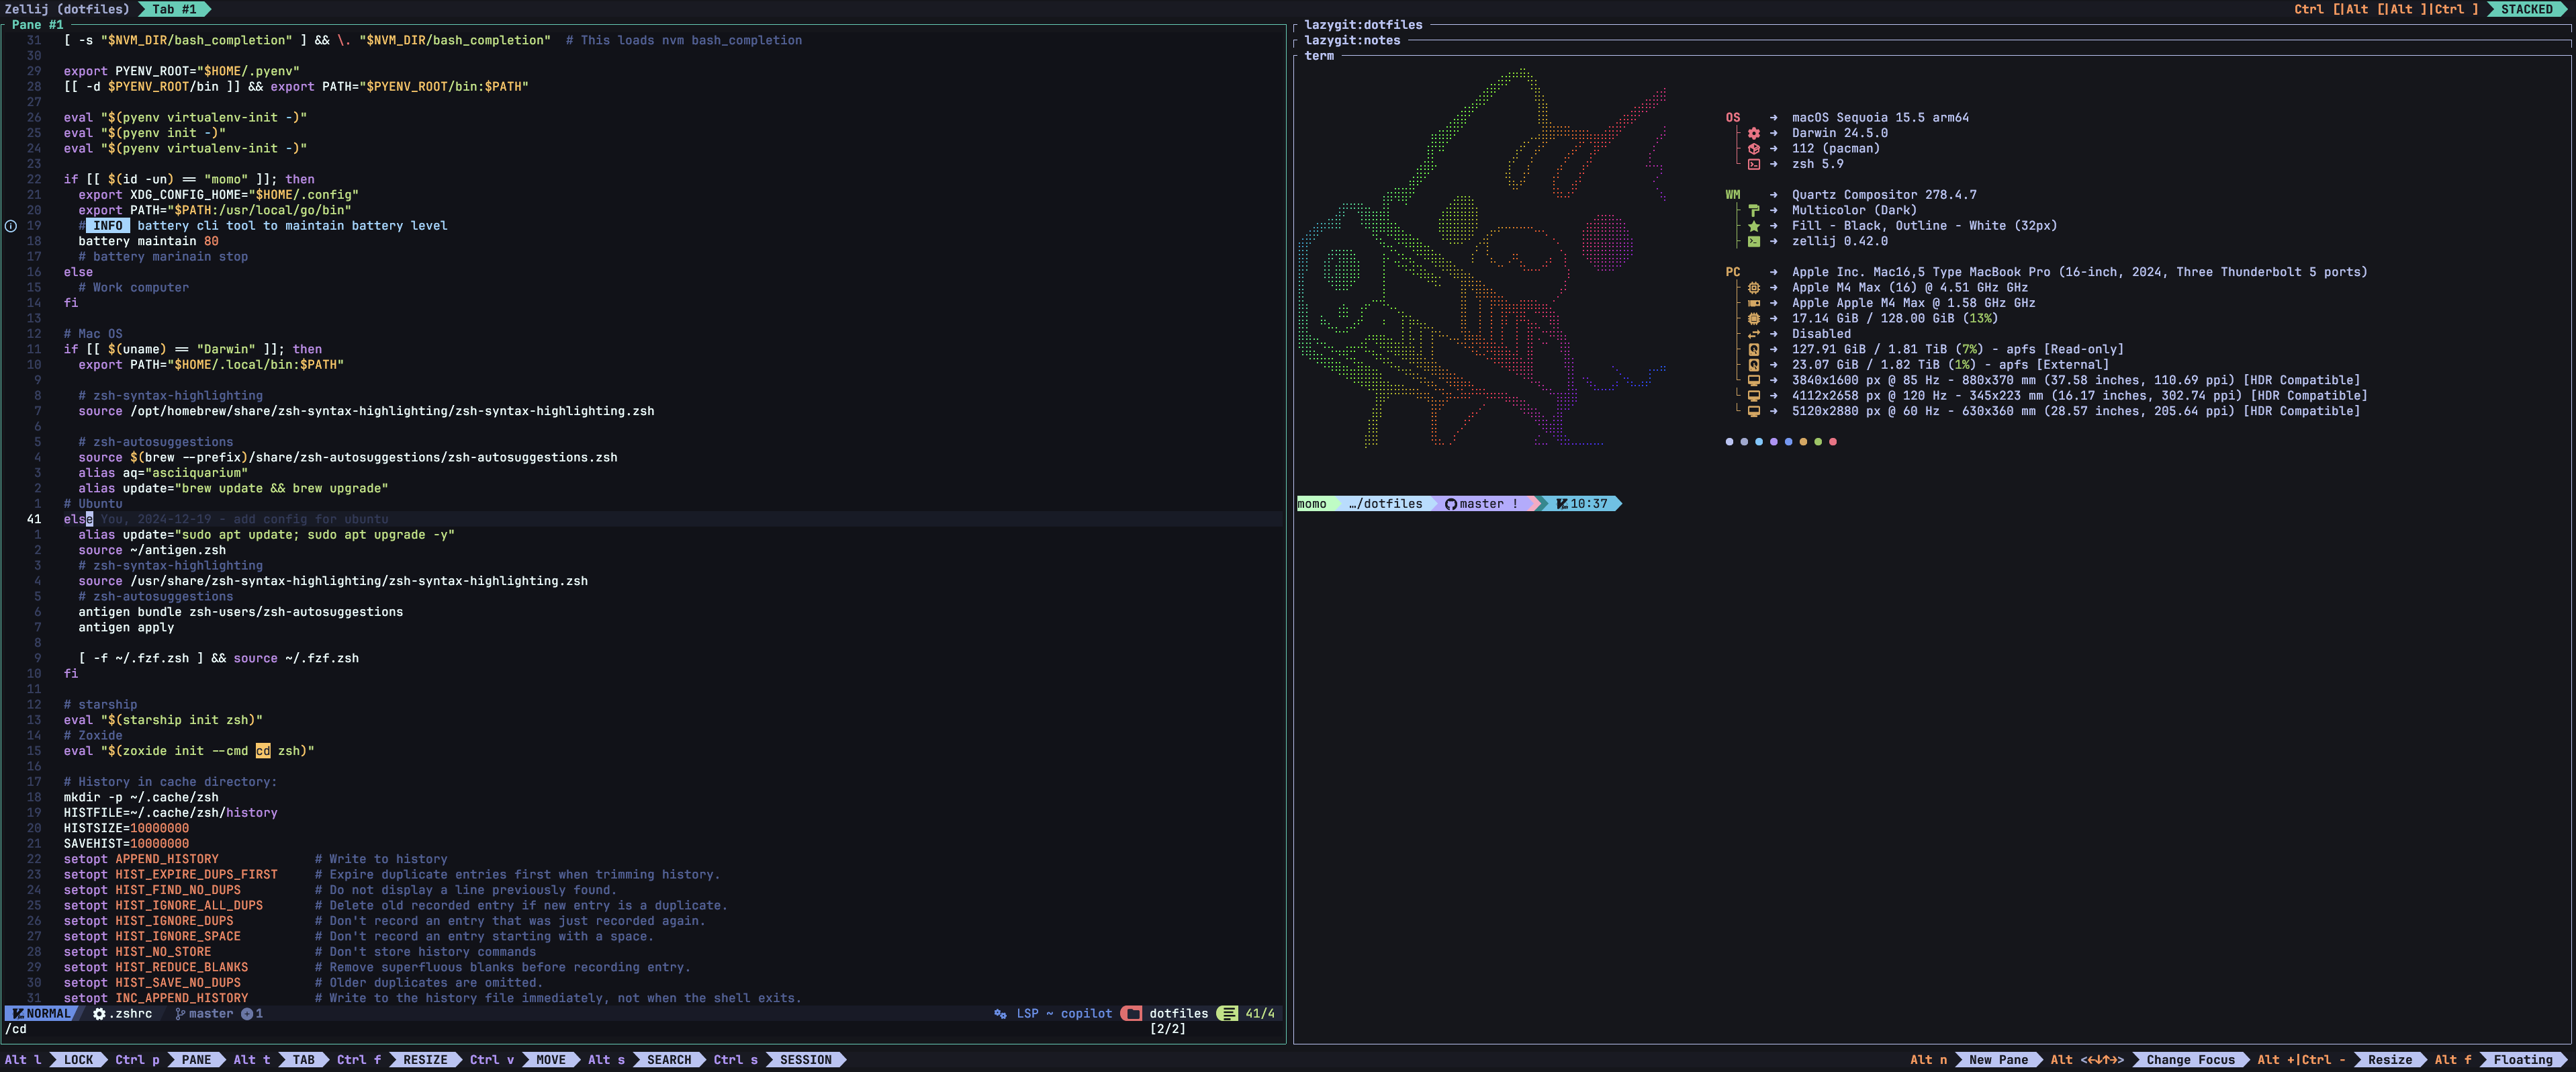 Zellij (dotfiles) Tab #1 Ctrl [|Alt [|Alt ]|Ctrl ] STACKED
Pane #1
31 [ -s "$NVM_DIR/bash_completion" ] && \. "$NVM_DIR/bash_completion" # This loads nvm bash_completion
30
29 export PYENV_ROOT="$HOME/.pyenv"
28 [[ -d $PYENV_ROOT/bin ]] && export PATH="$PYENV_ROOT/bin:$PATH"
27
26 eval "$(pyenv virtualenv-init -)"
25 eval "$(pyenv init -)"
24 eval "$(pyenv virtualenv-init -)"
23
22 if [[ $(id -un) == "momo" ]]; then
21 export XDG_CONFIG_HOME="$HOME/.config"
20 export PATH="$PATH:/usr/local/go/bin"
19 # INFO battery cli tool to maintain battery level
18 battery maintain 80
17 # battery marinain stop
16 else
15 # Work computer
14 fi
13
12 # Mac OS
11 if [[ $(uname) == "Darwin" ]]; then
10 export PATH="$HOME/.local/bin:$PATH"
9
8 # zsh-syntax-highlighting
7 source /opt/homebrew/share/zsh-syntax-highlighting/zsh-syntax-highlighting.zsh
6
5 # zsh-autosuggestions
4 source $(brew --prefix)/share/zsh-autosuggestions/zsh-autosuggestions.zsh
3 alias aq="asciiquarium"
2 alias update="brew update && brew upgrade"
1 # Ubuntu
41 else You, 2024-12-19 - add config for ubuntu
1 alias update="sudo apt update; sudo apt upgrade -y"
2 source ~/antigen.zsh
3 # zsh-syntax-highlighting
4 source /usr/share/zsh-syntax-highlighting/zsh-syntax-highlighting.zsh
5 # zsh-autosuggestions
6 antigen bundle zsh-users/zsh-autosuggestions
7 antigen apply
8
9 [ -f ~/.fzf.zsh ] && source ~/.fzf.zsh
10 fi
11
12 # starship
13 eval "$(starship init zsh)"
14 # Zoxide
15 eval "$(zoxide init --cmd cd zsh)"
16
17 # History in cache directory:
18 mkdir -p ~/.cache/zsh
19 HISTFILE=~/.cache/zsh/history
20 HISTSIZE=10000000
21 SAVEHIST=10000000
22 setopt APPEND_HISTORY # Write to history
23 setopt HIST_EXPIRE_DUPS_FIRST # Expire duplicate entries first when trimming history.
24 setopt HIST_FIND_NO_DUPS # Do not display a line previously found.
25 setopt HIST_IGNORE_ALL_DUPS # Delete old recorded entry if new entry is a duplicate.
26 setopt HIST_IGNORE_DUPS # Don't record an entry that was just recorded again.
27 setopt HIST_IGNORE_SPACE # Don't record an entry starting with a space.
28 setopt HIST_NO_STORE # Don't store history commands
29 setopt HIST_REDUCE_BLANKS # Remove superfluous blanks before recording entry.
30 setopt HIST_SAVE_NO_DUPS # Older duplicates are omitted.
31 setopt INC_APPEND_HISTORY # Write to the history file immediately, not when the shell exits.
NORMAL .zshrc master 1 LSP ~ copilot dotfiles 41/4
/cd [2/2]
lazygit:dotfiles
lazygit:notes
term
OS → macOS Sequoia 15.5 arm64
→ Darwin 24.5.0
→ 112 (pacman)
→ zsh 5.9
WM → Quartz Compositor 278.4.7
→ Multicolor (Dark)
→ Fill - Black, Outline - White (32px)
→ zellij 0.42.0
PC → Apple Inc. Mac16,5 Type MacBook Pro (16-inch, 2024, Three Thunderbolt 5 ports)
→ Apple M4 Max (16) @ 4.51 GHz GHz
→ Apple Apple M4 Max @ 1.58 GHz GHz
→ 17.14 GiB / 128.00 GiB (13%)
→ Disabled
→ 127.91 GiB / 1.81 TiB (7%) - apfs [Read-only]
→ 23.07 GiB / 1.82 TiB (1%) - apfs [External]
→ 3840x1600 px @ 85 Hz - 880x370 mm (37.58 inches, 110.69 ppi) [HDR Compatible]
→ 4112x2658 px @ 120 Hz - 345x223 mm (16.17 inches, 302.74 ppi) [HDR Compatible]
→ 5120x2880 px @ 60 Hz - 630x360 mm (28.57 inches, 205.64 ppi) [HDR Compatible]
momo …/dotfiles master ! 10:37
Alt l LOCK Ctrl p PANE Alt t TAB Ctrl f RESIZE Ctrl v MOVE Alt s SEARCH Ctrl s SESSION Alt n New Pane Alt <←↓↑→> Change Focus Alt +|Ctrl - Resize Alt f Floating